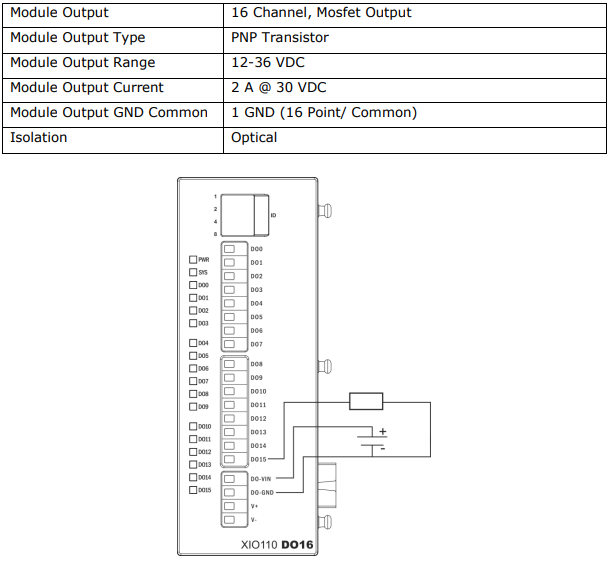 Module Output 16 Channel, Mosfet Output
Module Output Type PNP Transistor
Module Output Range 12-36 VDC
Module Output Current 2 A @ 30 VDC
Module Output GND Common 1 GND (16 Point/ Common)
Isolation Optical
1
2
4
8
ID
PWR
SYS
DO0
DO1
DO2
DO3
DO4
DO5
DO6
DO7
DO8
DO9
DO10
DO11
DO12
DO13
DO14
DO15
DO0
DO1
DO2
DO3
DO4
DO5
DO6
DO7
DO8
DO9
DO10
DO11
DO12
DO13
DO14
DO15
DO-VIN
DO-GND
V+
V-
+
-
XIO110 DO16